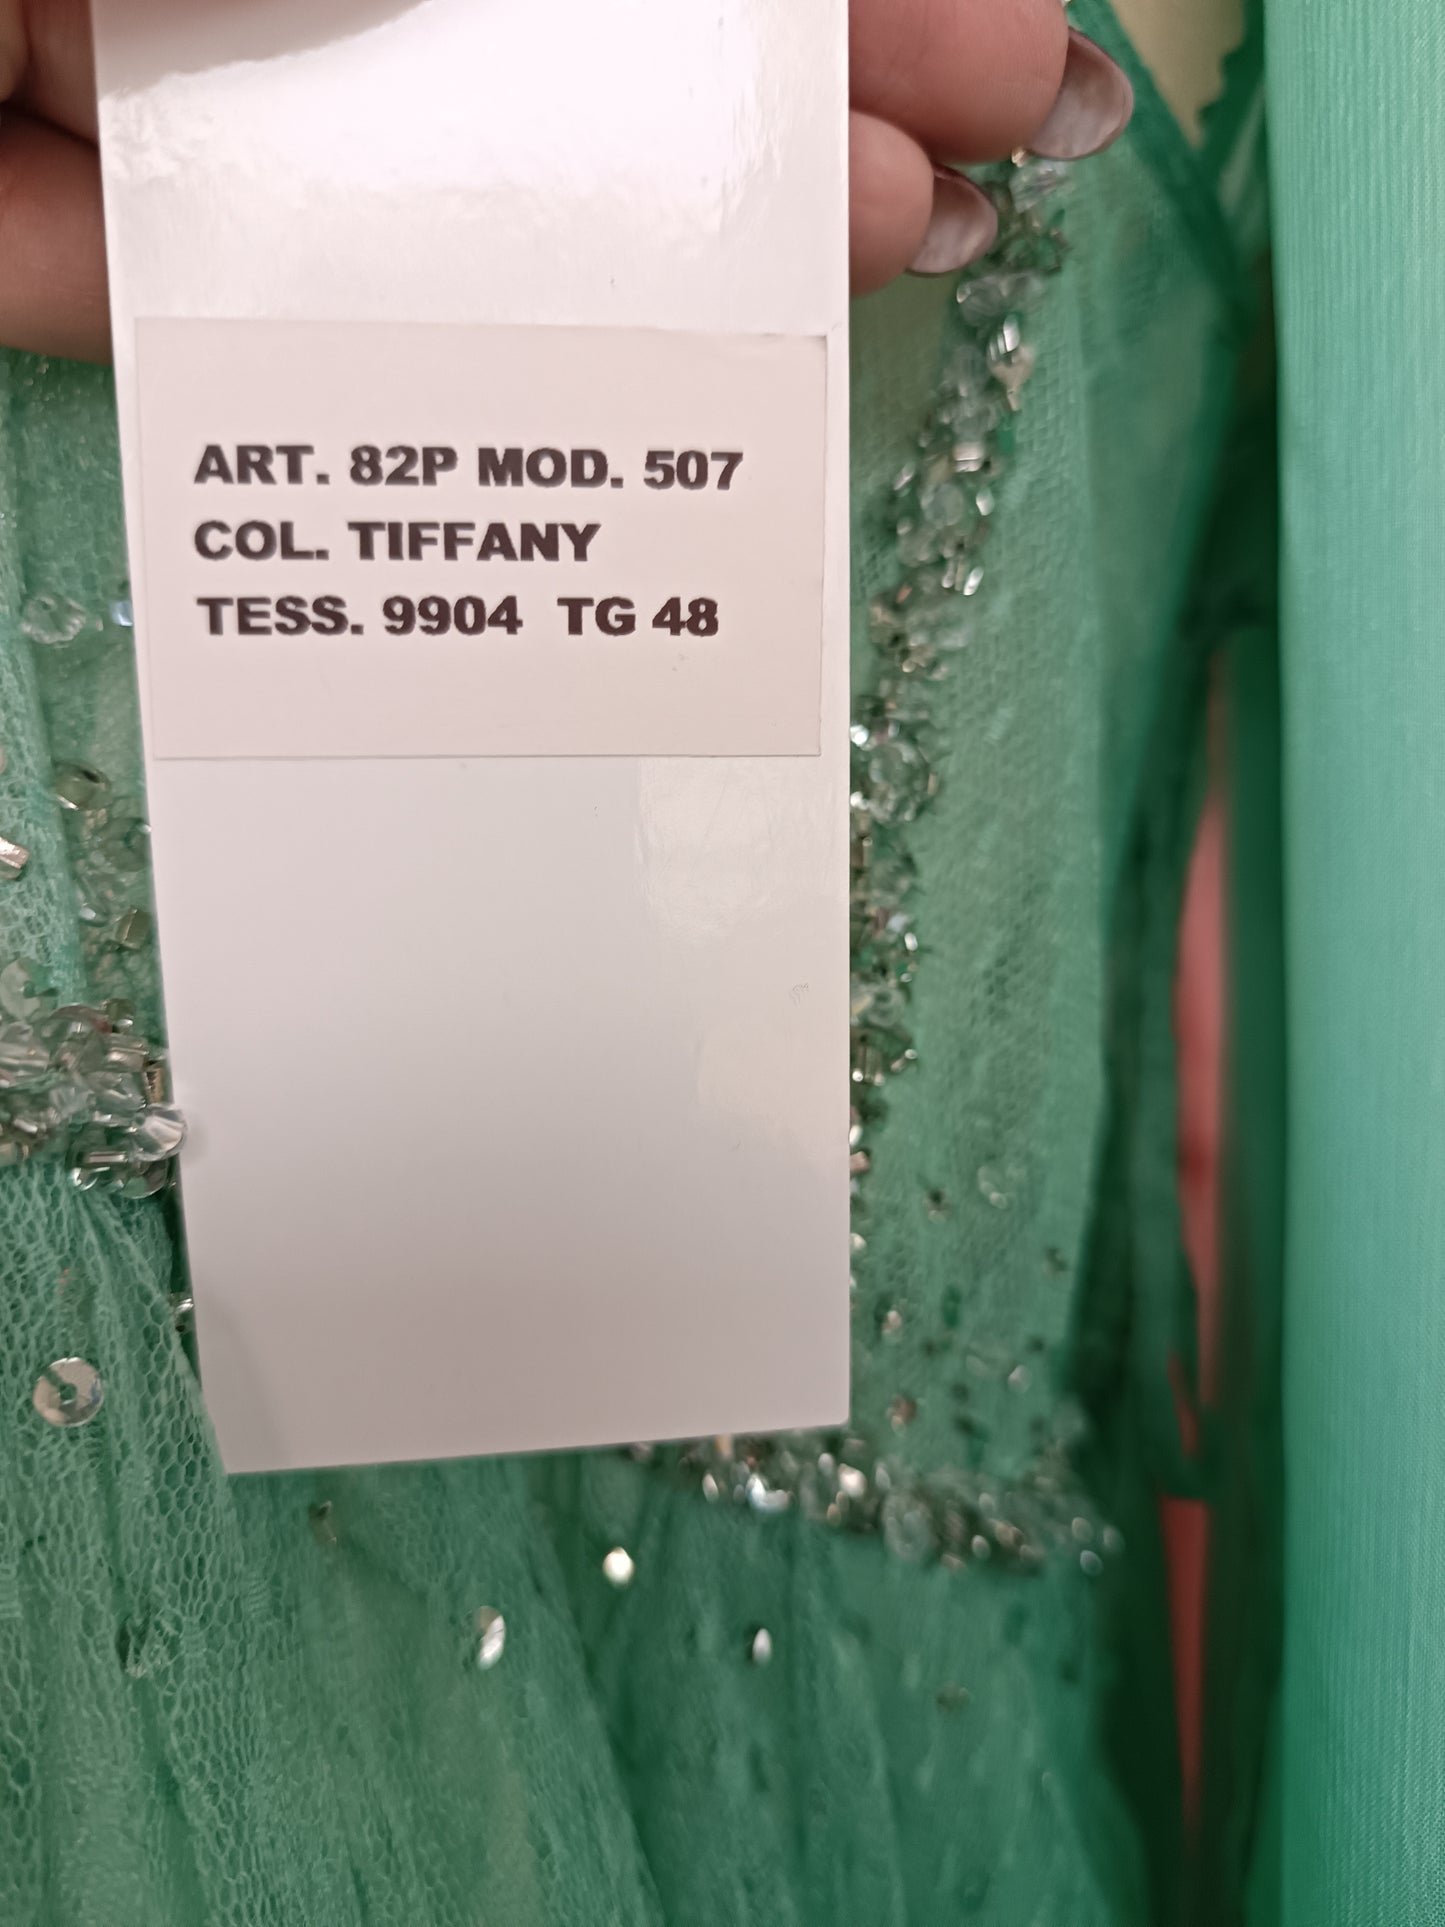 ART. 82P MOD. 507
COL. TIFFANY
TESS. 9904 TG 48